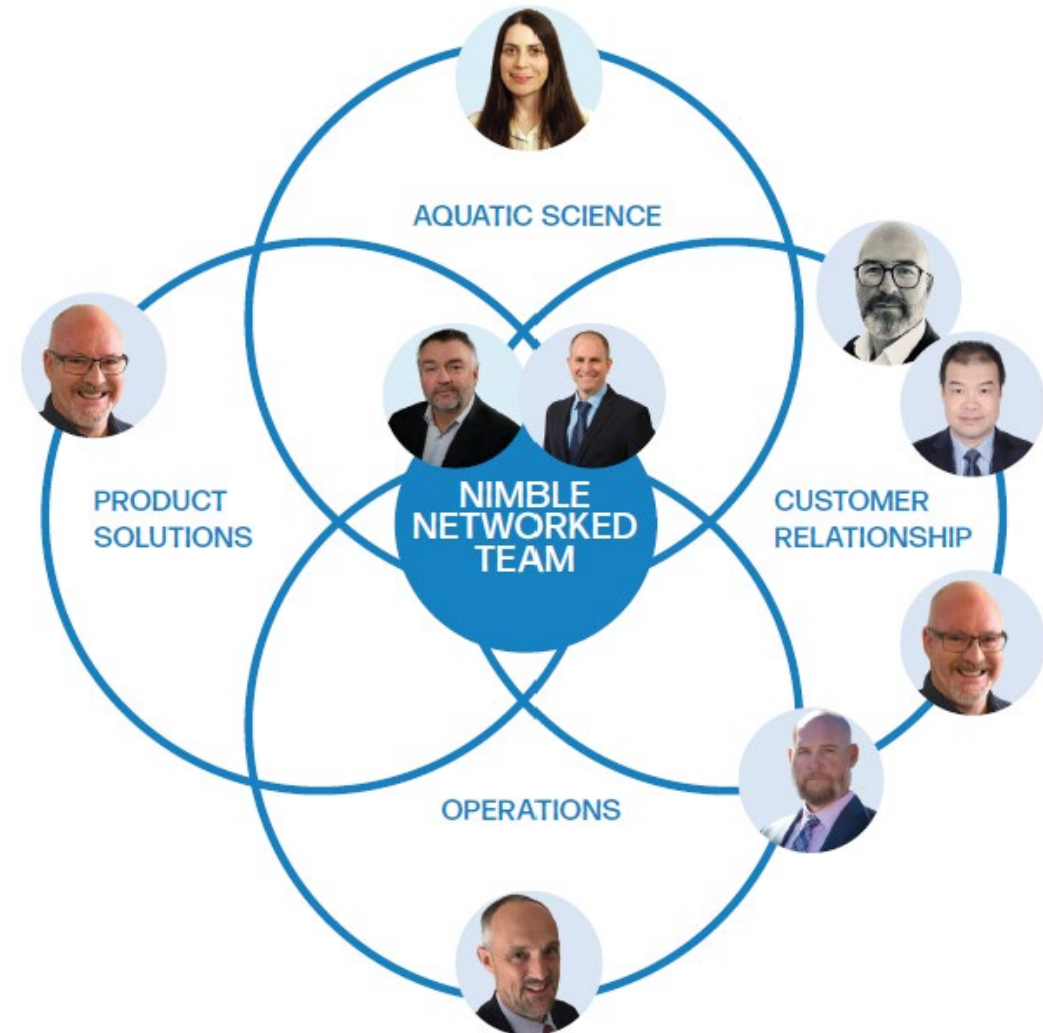 AQUATIC SCIENCE
PRODUCT
SOLUTIONS
NIMBLE
NETWORKED
TEAM
CUSTOMER
RELATIONSHIP
OPERATIONS